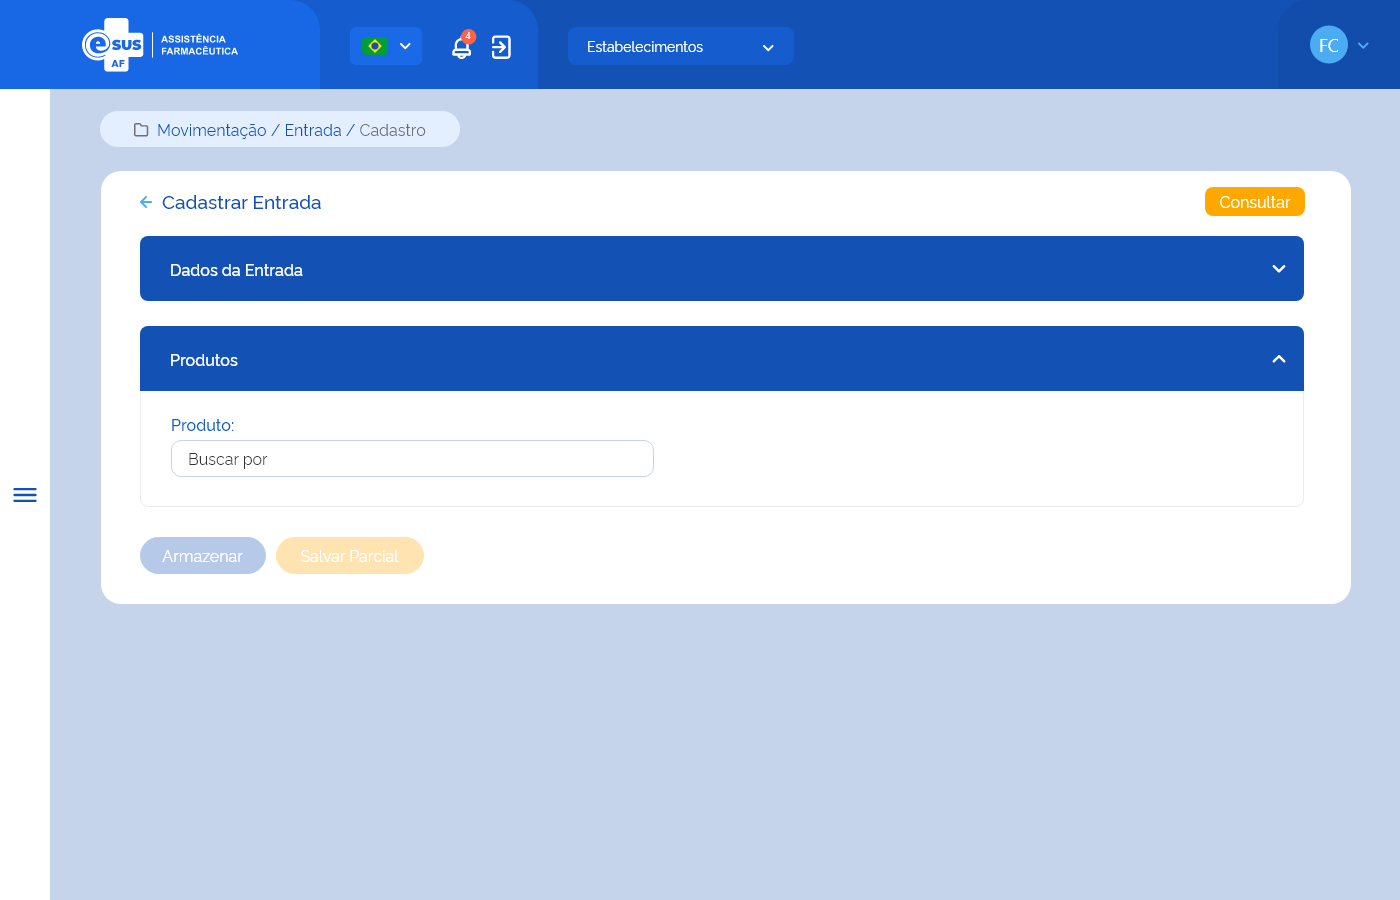 e sus
AF
ASSISTÊNCIA
FARMACÊUTICA
4
Estabelecimentos
FC
Movimentação / Entrada / Cadastro
Cadastrar Entrada
Consultar
Dados da Entrada
Produtos
Produto:
Buscar por
Armazenar
Salvar Parcial